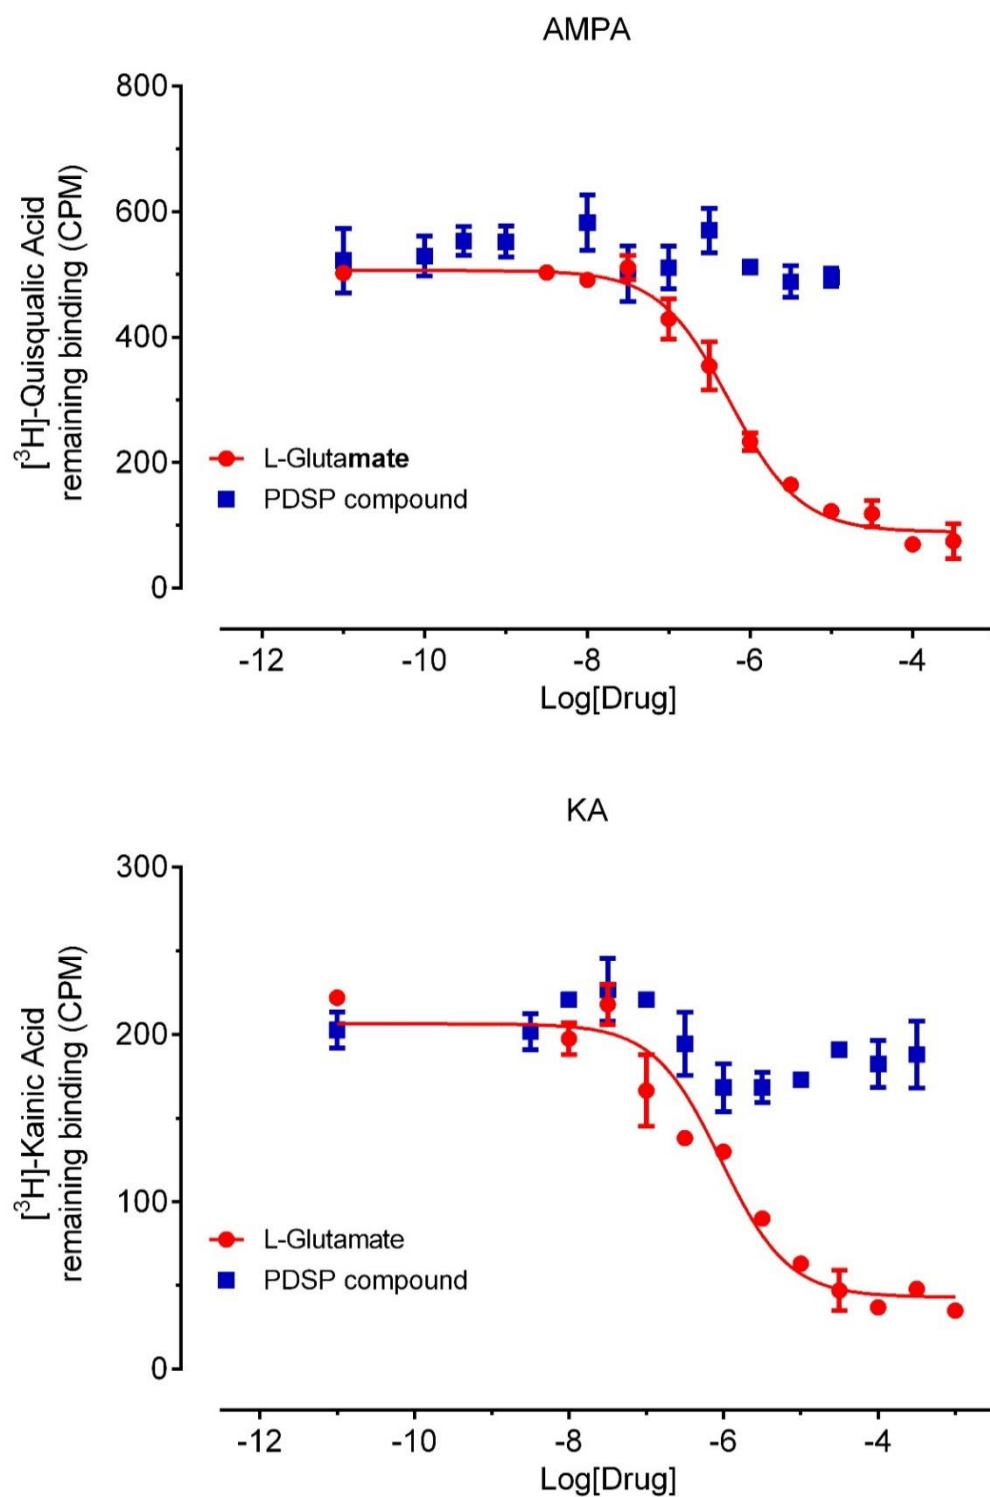 AMPA
800
600
400
200
0
[³H]-Quisqualic Acid
remaining binding (CPM)
L-Glutamate
PDSP compound
-12 -10 -8 -6 -4
Log[Drug]
KA
300
200
100
0
[³H]-Kainic Acid
remaining binding (CPM)
L-Glutamate
PDSP compound
-12 -10 -8 -6 -4
Log[Drug]